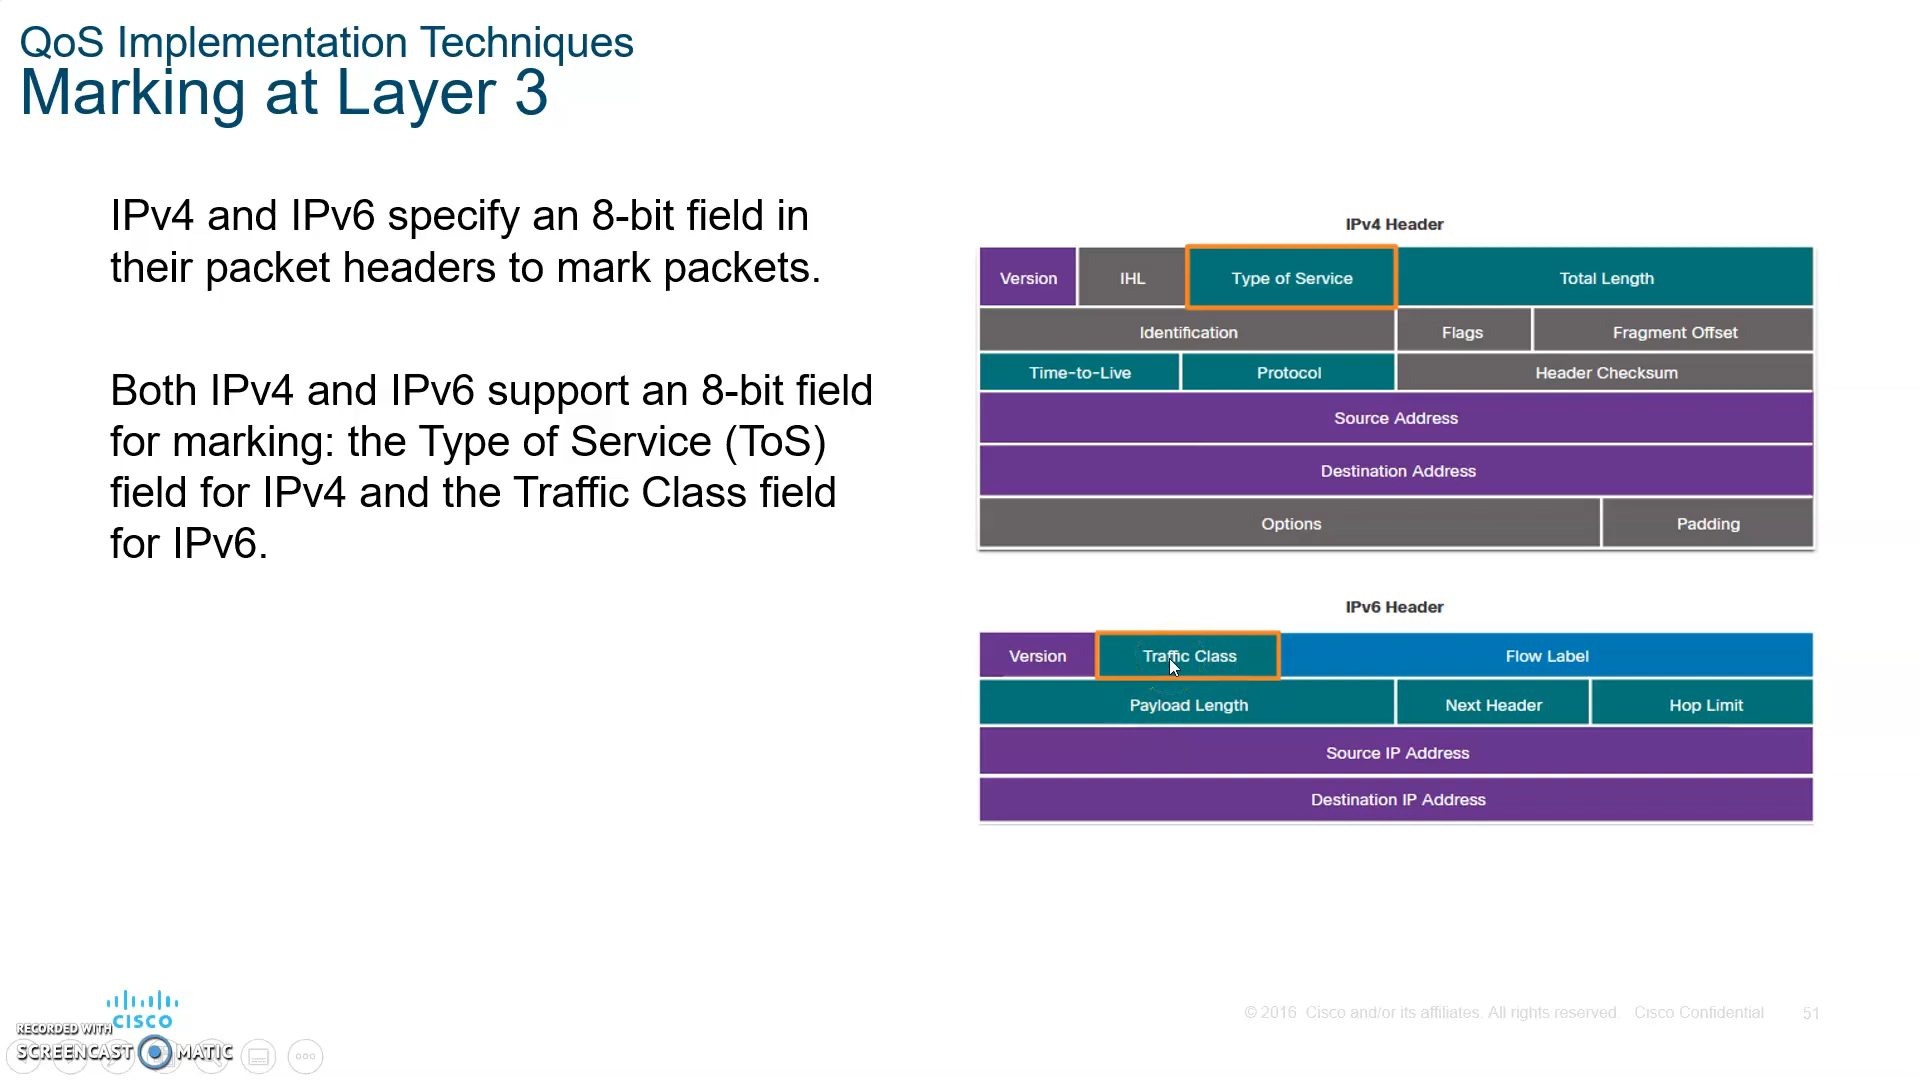 QoS Implementation Techniques
Marking at Layer 3
IPv4 and IPv6 specify an 8-bit field in
their packet headers to mark packets.
Both IPv4 and IPv6 support an 8-bit field
for marking: the Type of Service (ToS)
field for IPv4 and the Traffic Class field
for IPv6.
IPv4 Header
Version IHL Type of Service Total Length
Identification Flags Fragment Offset
Time-to-Live Protocol Header Checksum
Source Address
Destination Address
Options Padding
IPv6 Header
Version Traffic Class Flow Label
Payload Length Next Header Hop Limit
Source IP Address
Destination IP Address
CISCO
RECORDED WITH
SCREENCAST MATIC
© 2016 Cisco and/or its affiliates. All rights reserved. Cisco Confidential 51